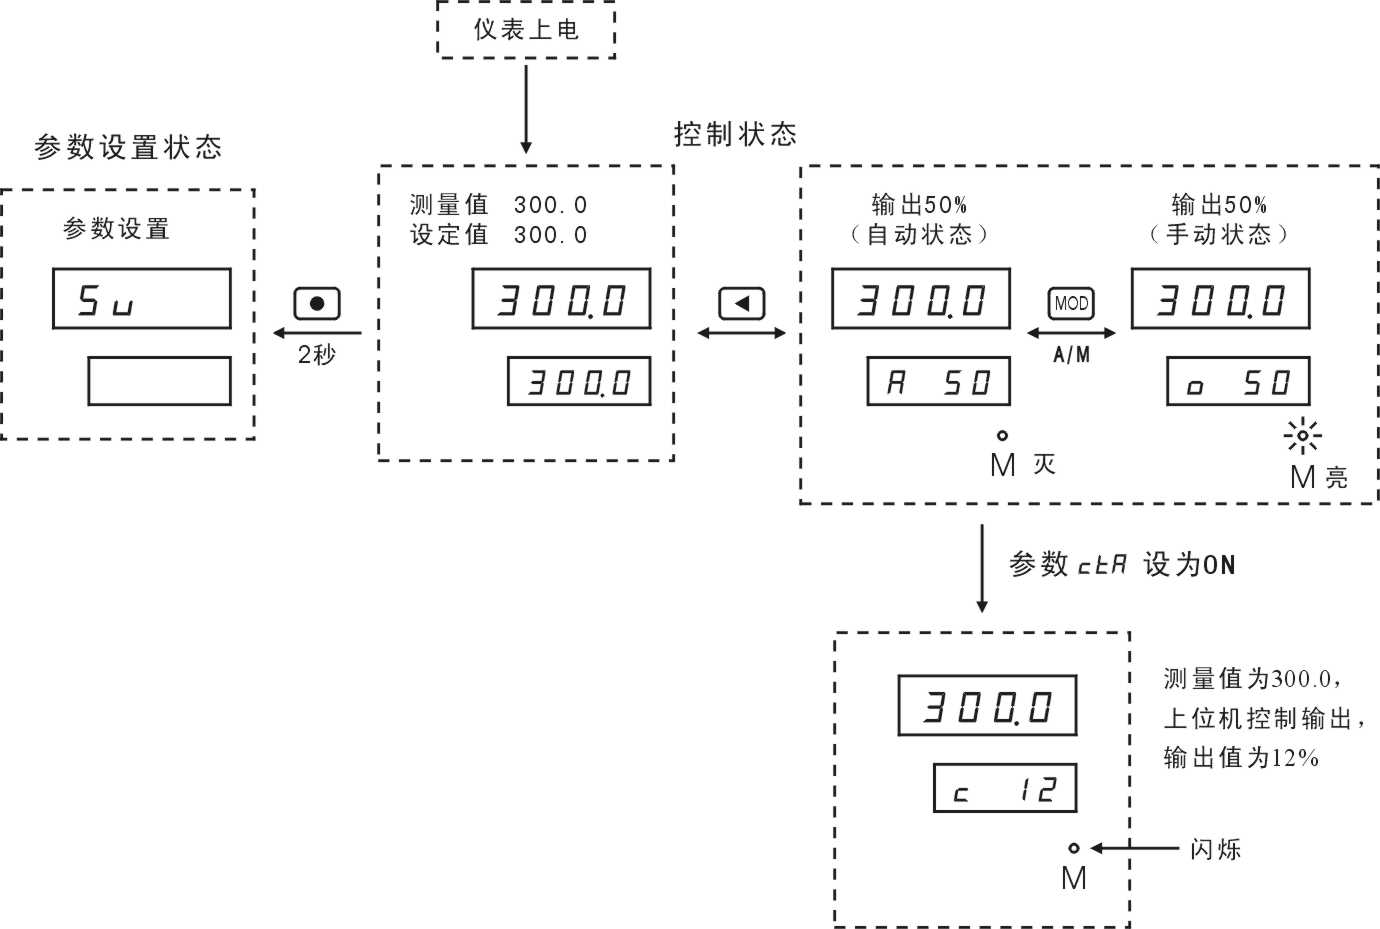 仪表上电
参数设置状态
控制状态
参数设置
Su
2秒
测量值 300.0
设定值 300.0
300.0
300.0
输出50%
（自动状态）
300.0
A 50
M 灭
MOD
A/M
输出50%
（手动状态）
300.0
o 50
M 亮
参数 ctA 设为ON
300.0
c 12
M
闪烁
测量值为300.0，
上位机控制输出，
输出值为12%